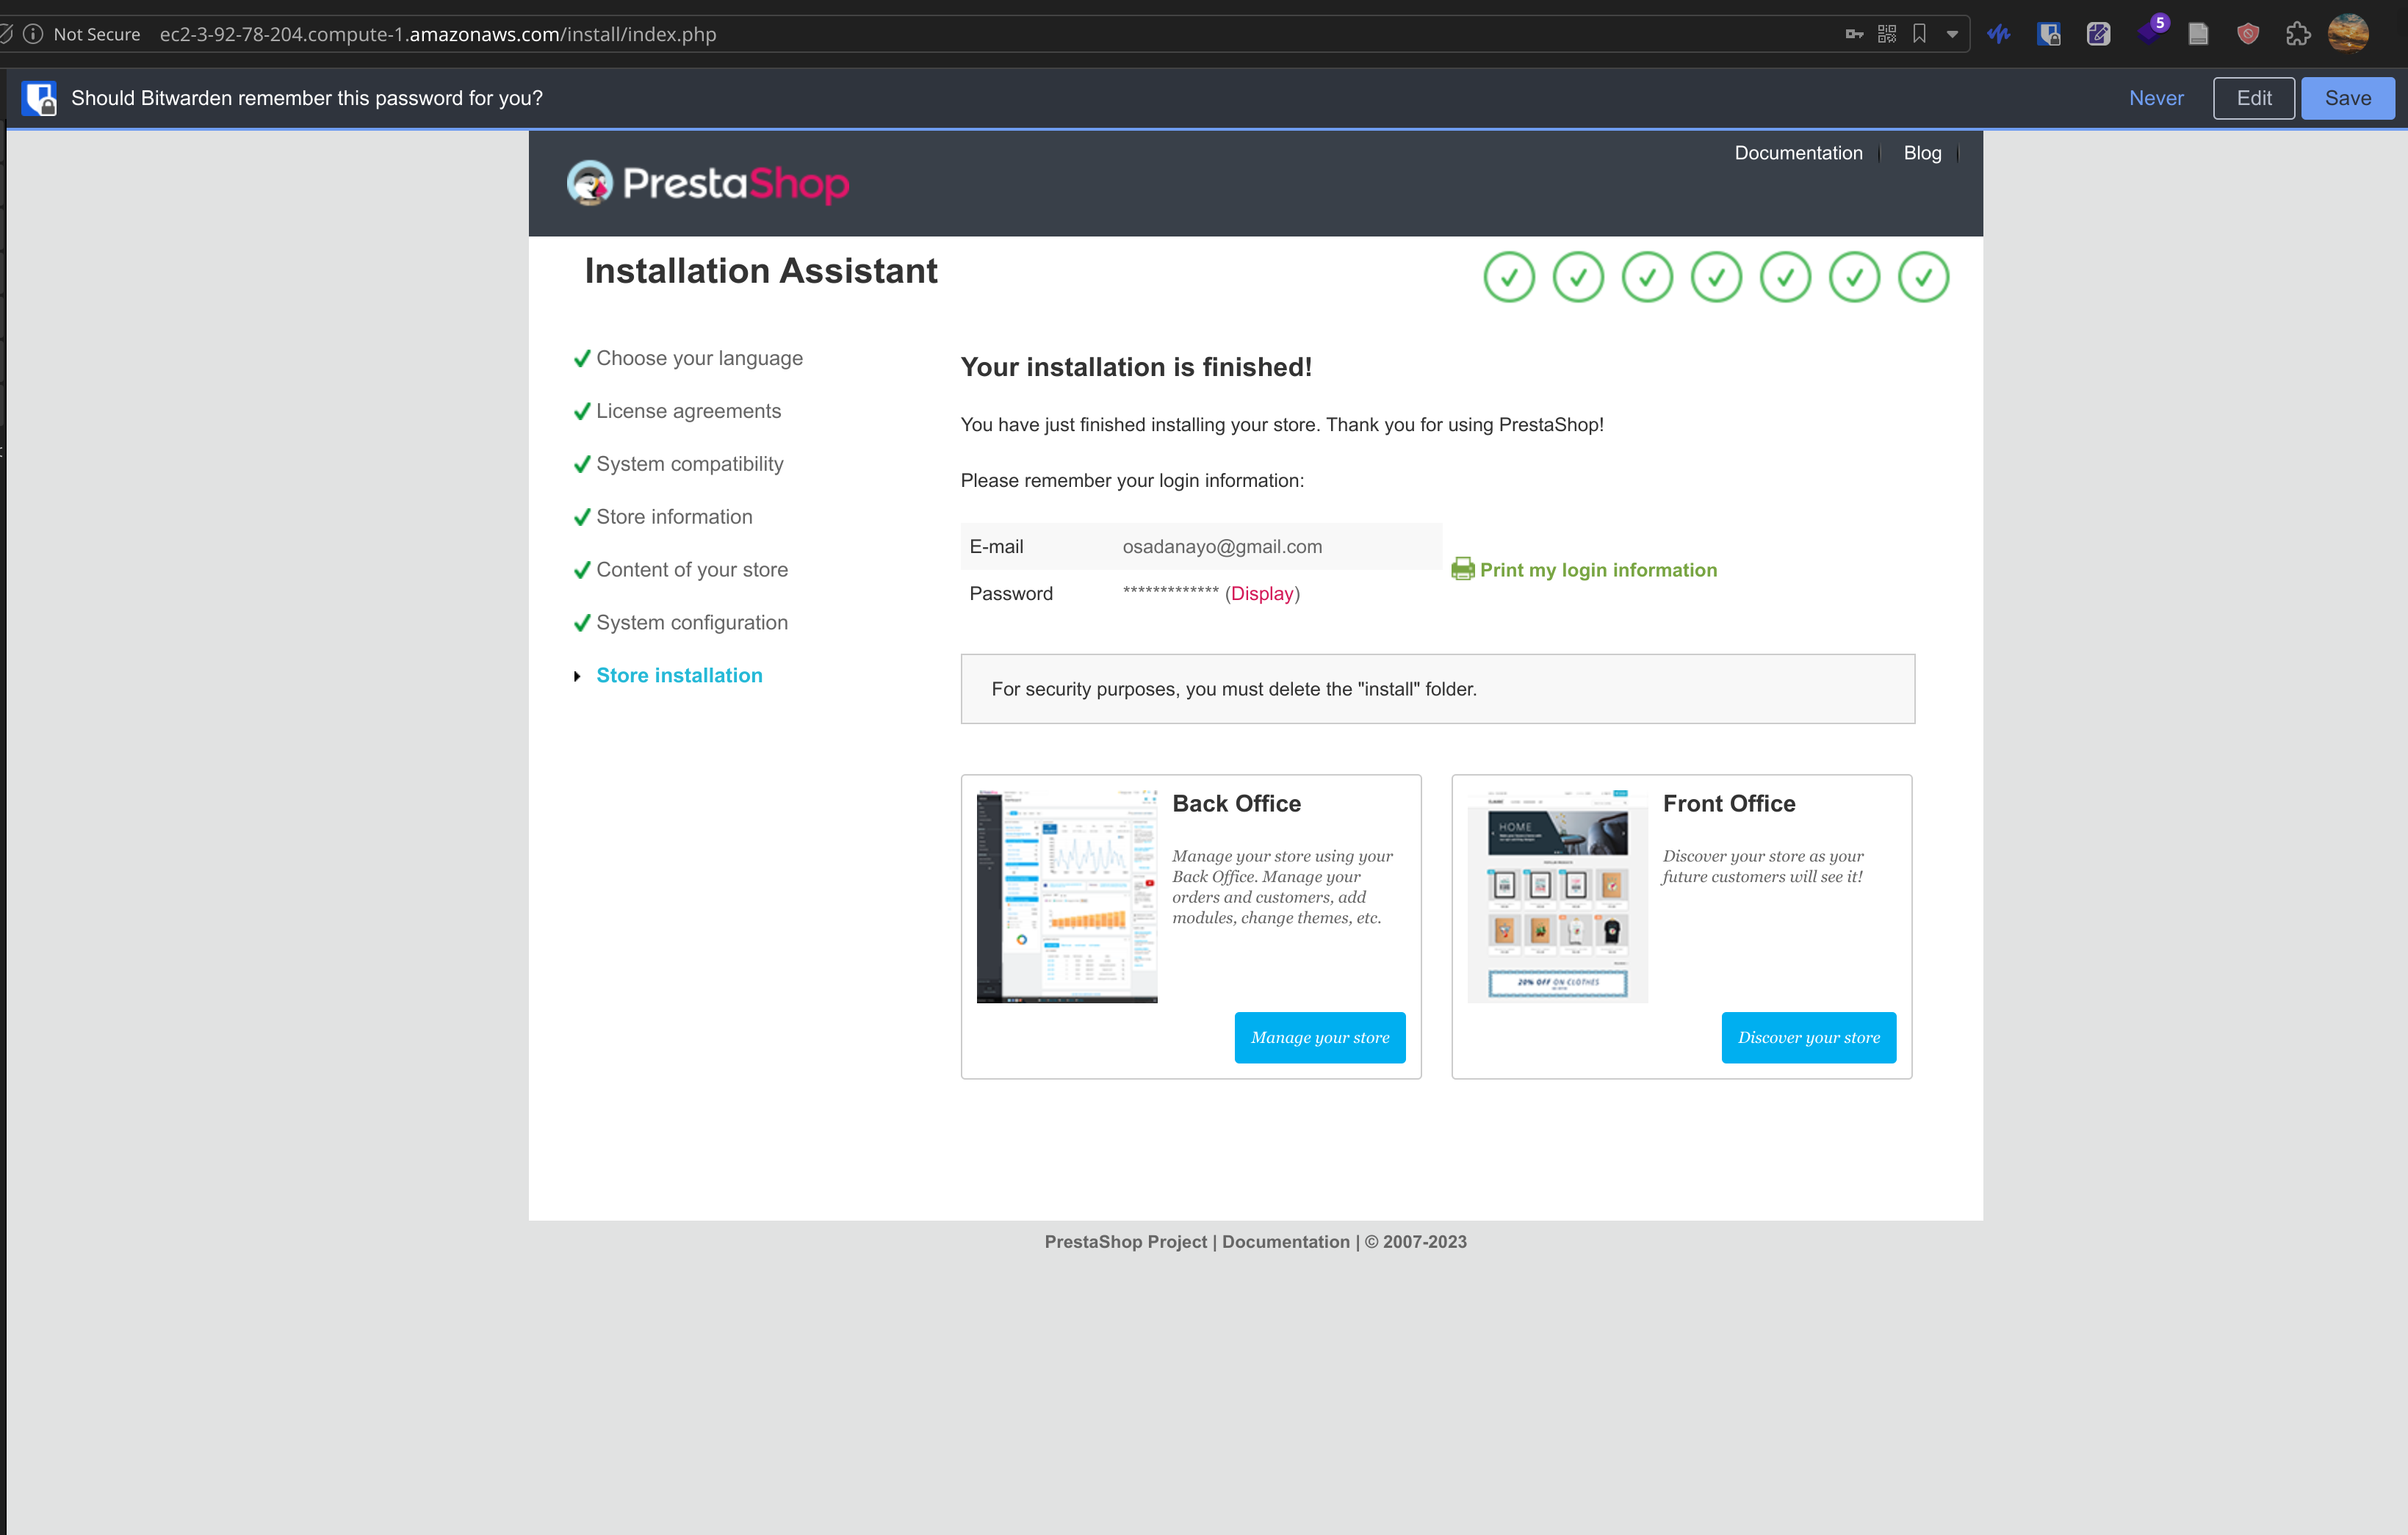 Not Secure ec2-3-92-78-204.compute-1.amazonaws.com/install/index.php
5
Should Bitwarden remember this password for you?
Never
Edit
Save
Documentation
Blog
PrestaShop
Installation Assistant
Choose your language
License agreements
System compatibility
Store information
Content of your store
System configuration
Store installation
Your installation is finished!
You have just finished installing your store. Thank you for using PrestaShop!
Please remember your login information:
E-mail osadanayo@gmail.com
Password ************* (Display)
Print my login information
For security purposes, you must delete the "install" folder.
Back Office
Manage your store using your
Back Office. Manage your
orders and customers, add
modules, change themes, etc.
Manage your store
Front Office
Discover your store as your
future customers will see it!
HOME
20% OFF ON CLOTHES
Discover your store
PrestaShop Project | Documentation | © 2007-2023